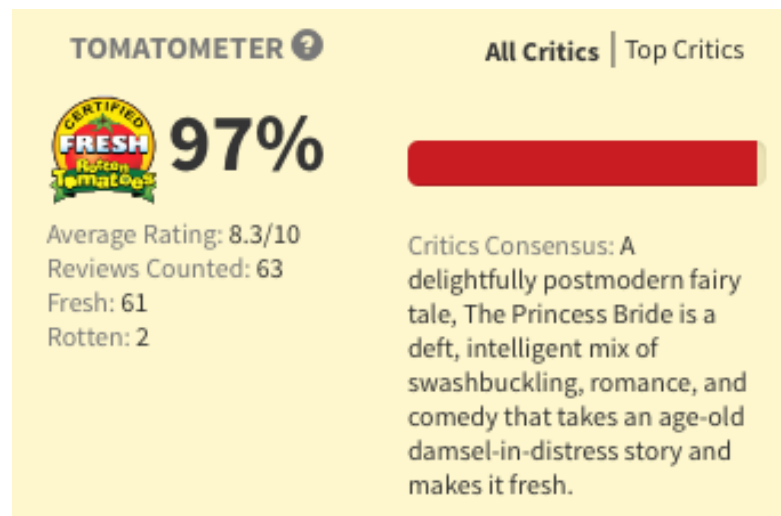 TOMATOMETER ?
All Critics | Top Critics
CERTIFIED
FRESH
Rotten
Tomatoes
97%
Average Rating: 8.3/10
Reviews Counted: 63
Fresh: 61
Rotten: 2
Critics Consensus: A
delightfully postmodern fairy
tale, The Princess Bride is a
deft, intelligent mix of
swashbuckling, romance, and
comedy that takes an age-old
damsel-in-distress story and
makes it fresh.